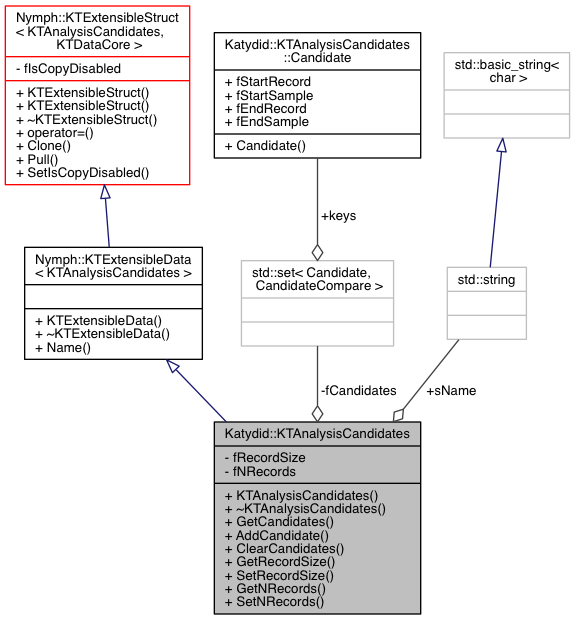 Nymph::KTExtensibleStruct
< KTAnalysisCandidates,
KTDataCore >
- fIsCopyDisabled
+ KTExtensibleStruct()
+ KTExtensibleStruct()
+ ~KTExtensibleStruct()
+ operator=()
+ Clone()
+ Pull()
+ SetIsCopyDisabled()
Katydid::KTAnalysisCandidates
::Candidate
+ fStartRecord
+ fStartSample
+ fEndRecord
+ fEndSample
+ Candidate()
std::basic_string<
char >
+keys
Nymph::KTExtensibleData
< KTAnalysisCandidates >
+ KTExtensibleData()
+ ~KTExtensibleData()
+ Name()
std::set< Candidate,
CandidateCompare >
std::string
-fCandidates
+sName
Katydid::KTAnalysisCandidates
- fRecordSize
- fNRecords
+ KTAnalysisCandidates()
+ ~KTAnalysisCandidates()
+ GetCandidates()
+ AddCandidate()
+ ClearCandidates()
+ GetRecordSize()
+ SetRecordSize()
+ GetNRecords()
+ SetNRecords()